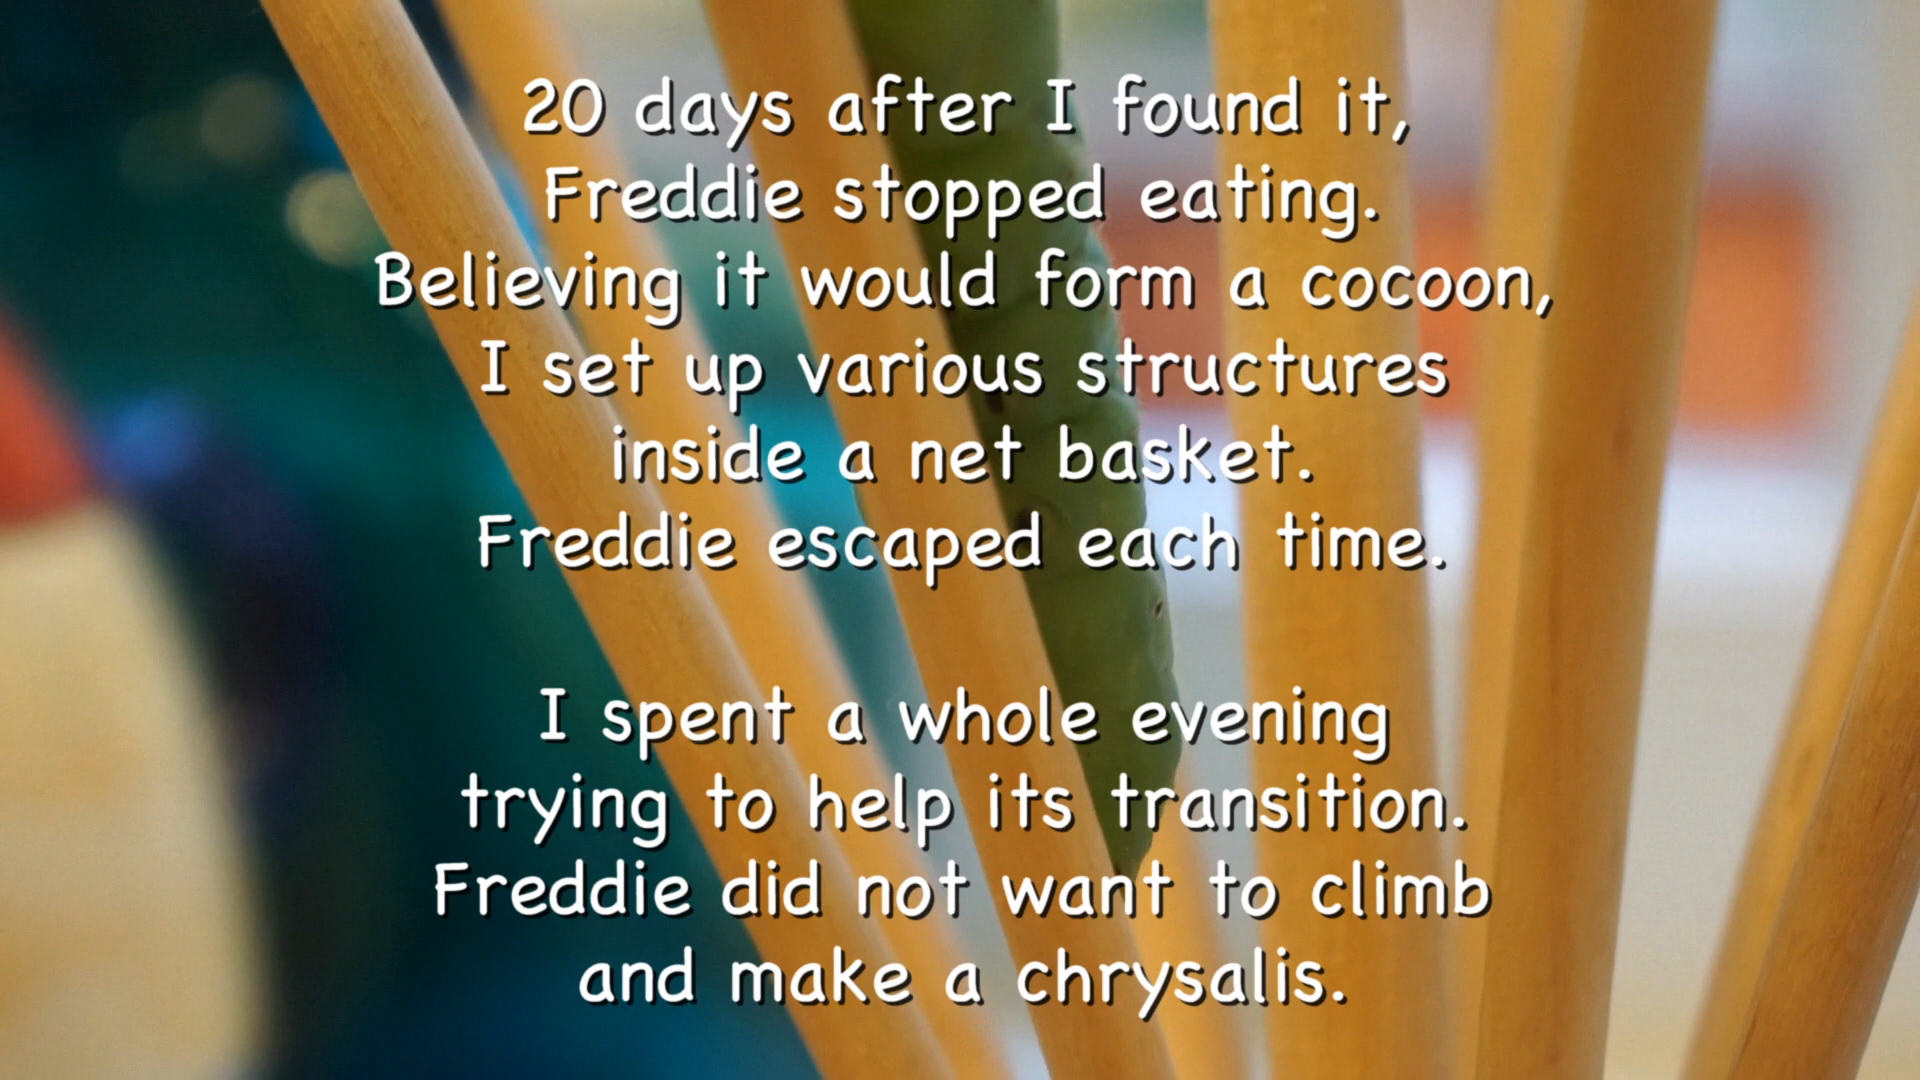 20 days after I found it,
Freddie stopped eating.
Believing it would form a cocoon,
I set up various structures
inside a net basket.
Freddie escaped each time.
I spent a whole evening
trying to help its transition.
Freddie did not want to climb
and make a chrysalis.